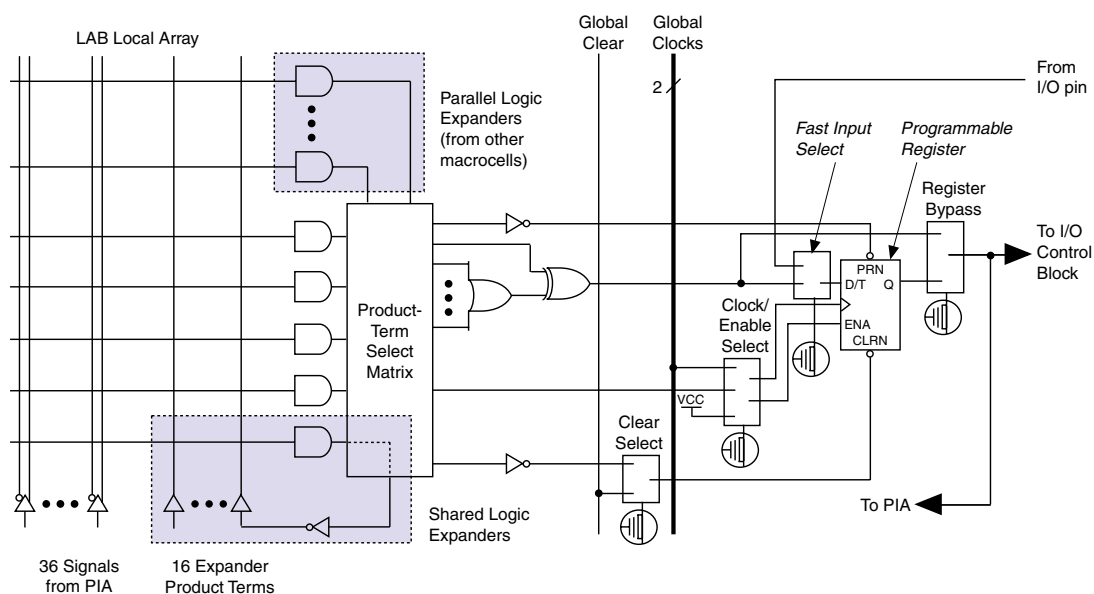 LAB Local Array
Global
Clear
Global
Clocks
2
From
I/O pin
Parallel Logic
Expanders
(from other
macrocells)
Fast Input
Select
Programmable
Register
Register
Bypass
To I/O
Control
Block
PRN
D/T
Q
ENA
CLRN
Product-
Term
Select
Matrix
Clock/
Enable
Select
VCC
Clear
Select
To PIA
Shared Logic
Expanders
36 Signals
from PIA
16 Expander
Product Terms